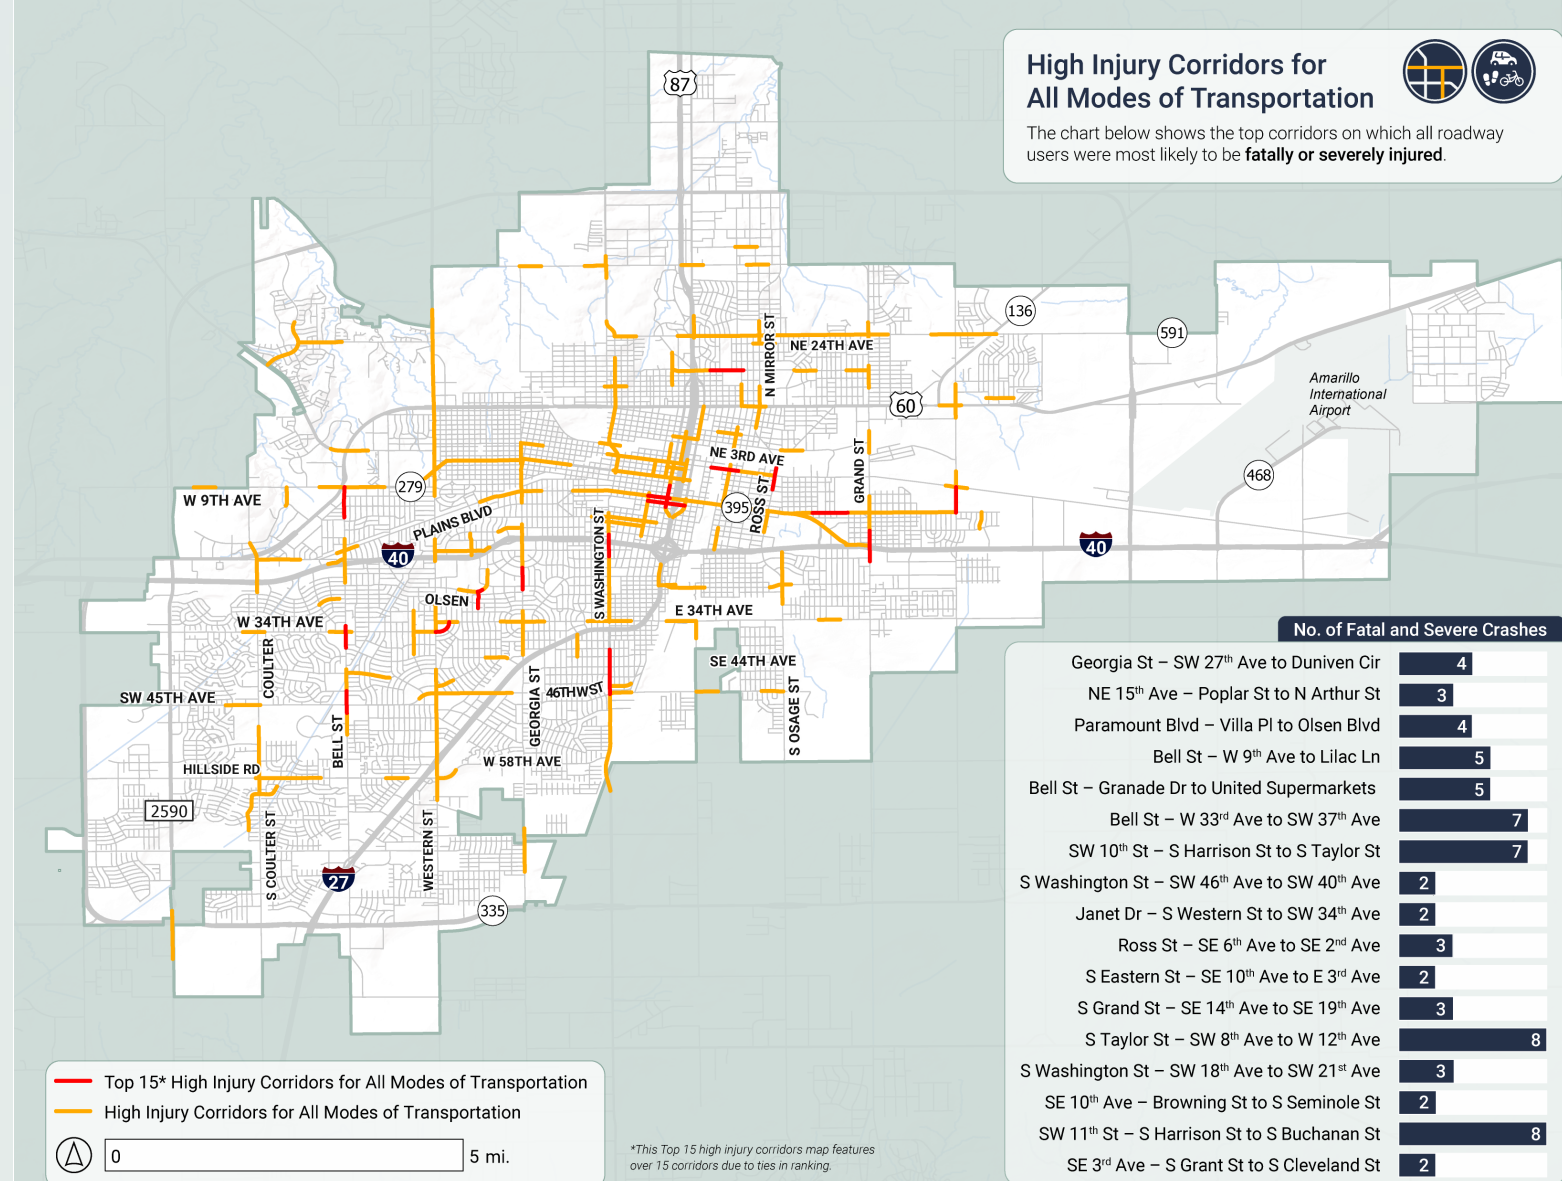 High Injury Corridors for
All Modes of Transportation
The chart below shows the top corridors on which all roadway
users were most likely to be fatally or severely injured.
87
136
591
N MIRROR ST
NE 24TH AVE
Amarillo
International
Airport
60
NE 3RD AVE
GRAND ST
468
279
W 9TH AVE
395
ROSS ST
PLAINS BLVD
S WASHINGTON ST
40
40
OLSEN
E 34TH AVE
W 34TH AVE
COULTER
SE 44TH AVE
SW 45TH AVE
46THWST
GEORGIA ST
S OSAGE ST
BELL ST
W 58TH AVE
HILLSIDE RD
2590
S COULTER ST
WESTERN ST
27
335
No. of Fatal and Severe Crashes
Georgia St – SW 27th Ave to Duniven Cir 4
NE 15th Ave – Poplar St to N Arthur St 3
Paramount Blvd – Villa Pl to Olsen Blvd 4
Bell St – W 9th Ave to Lilac Ln 5
Bell St – Granade Dr to United Supermarkets 5
Bell St – W 33rd Ave to SW 37th Ave 7
SW 10th St – S Harrison St to S Taylor St 7
S Washington St – SW 46th Ave to SW 40th Ave 2
Janet Dr – S Western St to SW 34th Ave 2
Ross St – SE 6th Ave to SE 2nd Ave 3
S Eastern St – SE 10th Ave to E 3rd Ave 2
S Grand St – SE 14th Ave to SE 19th Ave 3
S Taylor St – SW 8th Ave to W 12th Ave 8
S Washington St – SW 18th Ave to SW 21st Ave 3
SE 10th Ave – Browning St to S Seminole St 2
SW 11th St – S Harrison St to S Buchanan St 8
SE 3rd Ave – S Grant St to S Cleveland St 2
Top 15* High Injury Corridors for All Modes of Transportation
High Injury Corridors for All Modes of Transportation
0 5 mi.
*This Top 15 high injury corridors map features
over 15 corridors due to ties in ranking.